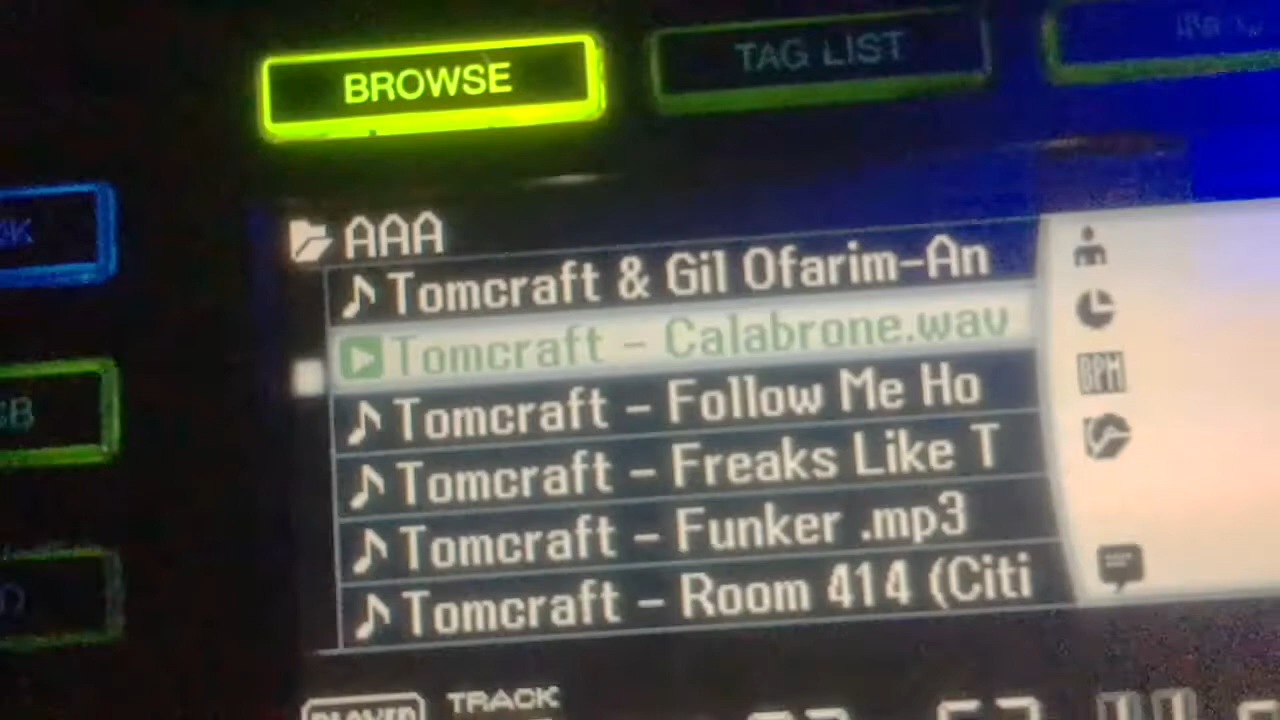 BROWSE
TAG LIST
AAA
Tomcraft & Gil Ofarim-An
Tomcraft - Calabrone.wav
Tomcraft - Follow Me Ho
BPM
Tomcraft - Freaks Like T
Tomcraft - Funker .mp3
Tomcraft - Room 414 (Citi
PLAYER
TRACK